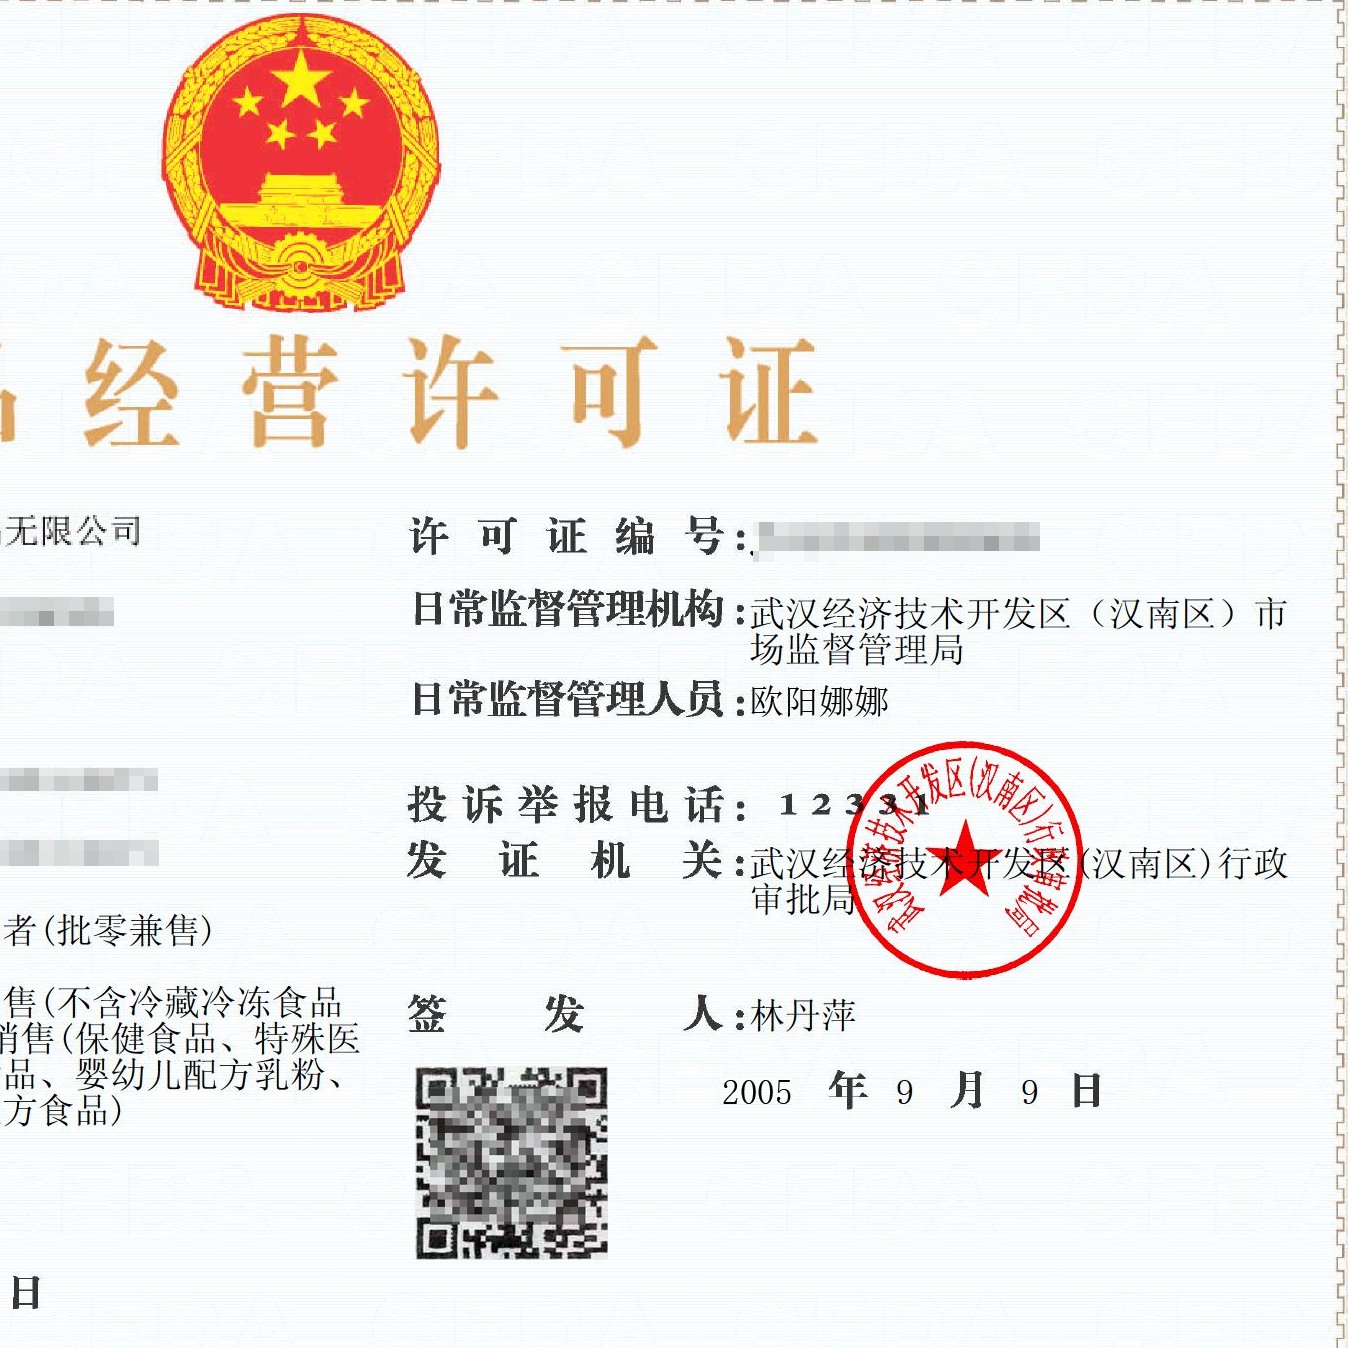 经营许可证
无限公司
许可证编号:
日常监督管理机构:武汉经济技术开发区（汉南区）市
场监督管理局
日常监督管理人员:欧阳娜娜
投诉举报电话: 12331
发证机关:武汉经济技术开发区(汉南区)行政
审批局
武汉经济技术开发区(汉南区)行政审批局
者(批零兼售)
售(不含冷藏冷冻食品
销售(保健食品、特殊医
品、婴幼儿配方乳粉、
方食品)
签发人:林丹萍
2005 年 9 月 9 日
日